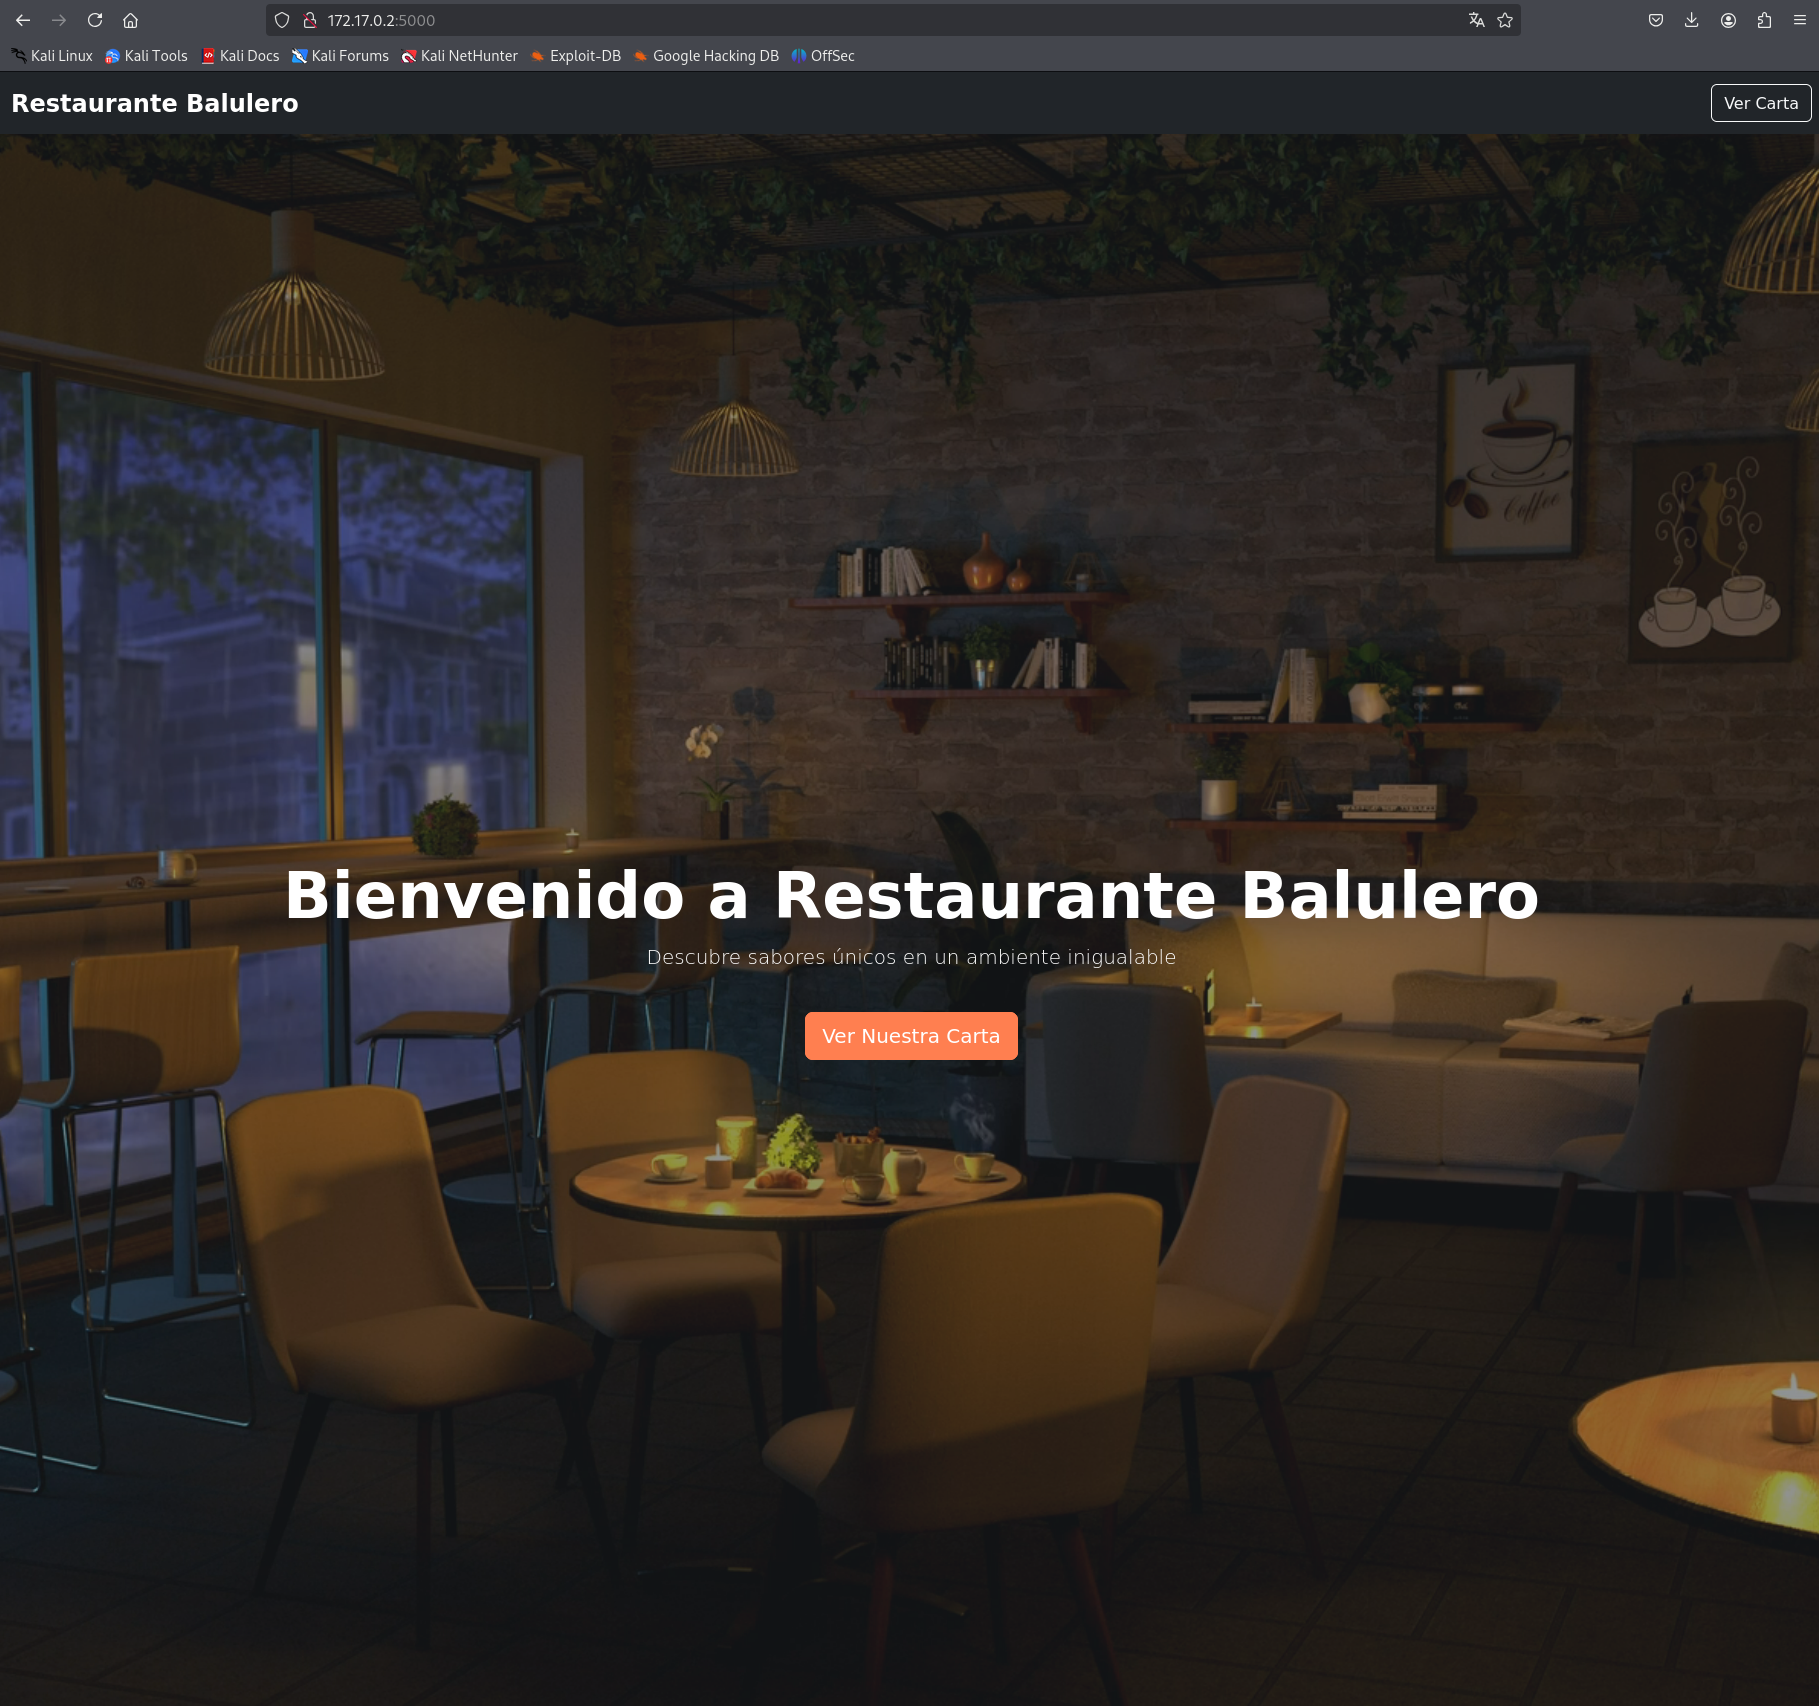 172.17.0.2:5000
Kali Linux Kali Tools Kali Docs Kali Forums Kali NetHunter Exploit-DB Google Hacking DB OffSec
Restaurante Balulero
Ver Carta
Coffee
Bienvenido a Restaurante Balulero
Descubre sabores únicos en un ambiente inigualable
Ver Nuestra Carta